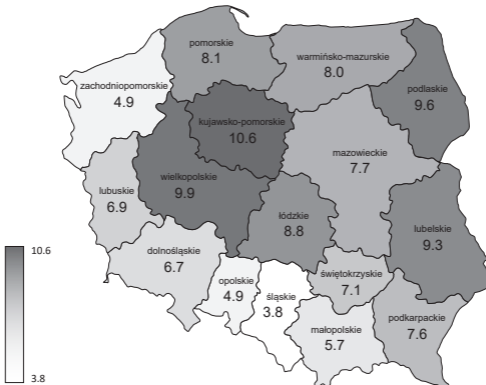 pomorskie
8.1
warmińsko-mazurskie
8.0
zachodniopomorskie
4.9
podlaskie
9.6
kujawsko-pomorskie
10.6
mazowieckie
7.7
wielkopolskie
9.9
lubuskie
6.9
łódzkie
8.8
lubelskie
9.3
dolnośląskie
6.7
opolskie
4.9
śląskie
3.8
świętokrzyskie
7.1
małopolskie
5.7
podkarpackie
7.6
10.6
3.8